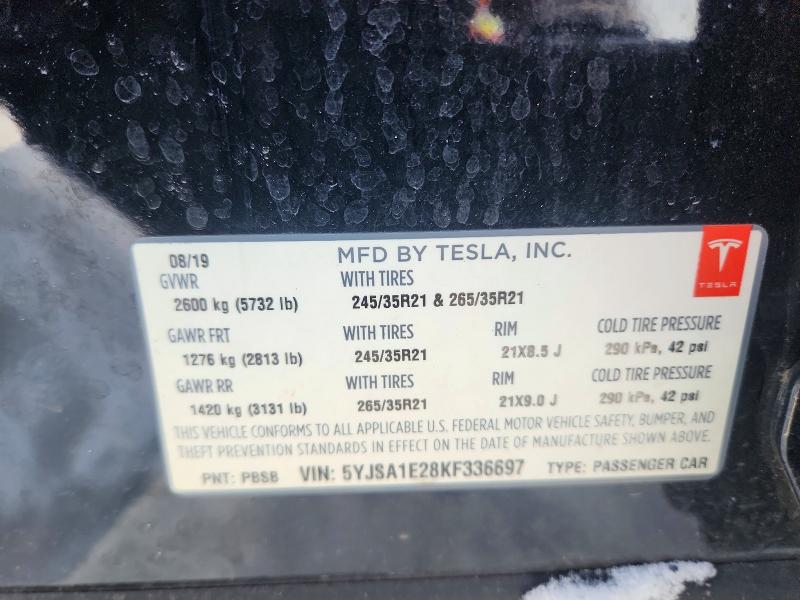 08/19 MFD BY TESLA, INC.
TESLA
GVWR WITH TIRES
2600 kg (5732 lb) 245/35R21 & 265/35R21
GAWR FRT WITH TIRES RIM COLD TIRE PRESSURE
1276 kg (2813 lb) 245/35R21 21X8.5 J 290 kPa, 42 psi
GAWR RR WITH TIRES RIM COLD TIRE PRESSURE
1420 kg (3131 lb) 265/35R21 21X9.0 J 290 kPa, 42 psi
THIS VEHICLE CONFORMS TO ALL APPLICABLE U.S. FEDERAL MOTOR VEHICLE SAFETY, BUMPER, AND
THEFT PREVENTION STANDARDS IN EFFECT ON THE DATE OF MANUFACTURE SHOWN ABOVE.
PNT: PBSB VIN: 5YJSA1E28KF336697 TYPE: PASSENGER CAR